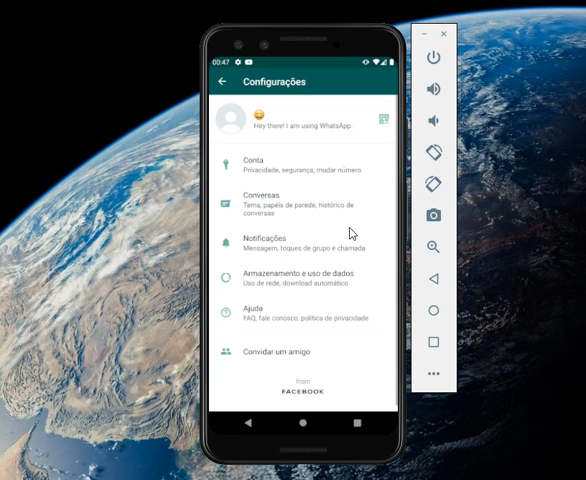 00:47
Configurações
😄
Hey there! I am using WhatsApp.
Conta
Privacidade, segurança, mudar número
Conversas
Tema, papéis de parede, histórico de
conversas
Notificações
Mensagem, toques de grupo e chamada
Armazenamento e uso de dados
Uso de rede, download automático
Ajuda
FAQ, fale conosco, política de privacidade
Convidar um amigo
from
FACEBOOK